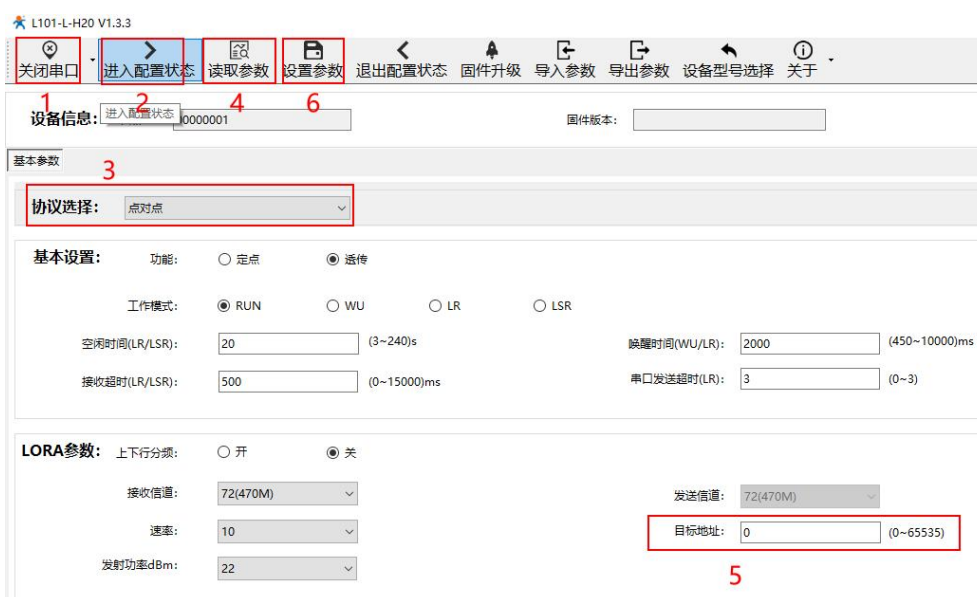 L101-L-H20 V1.3.3
关闭串口 进入配置状态 读取参数 设置参数 退出配置状态 固件升级 导入参数 导出参数 设备型号选择 关于
1 2 4 6
设备信息: 进入配置状态 00000001 固件版本:
基本参数
3
协议选择: 点对点
基本设置: 功能: 定点 透传
工作模式: RUN WU LR LSR
空闲时间(LR/LSR): 20 (3~240)s 唤醒时间(WU/LR): 2000 (450~10000)ms
接收超时(LR/LSR): 500 (0~15000)ms 串口发送超时(LR): 3 (0~3)
LORA参数: 上下行分频: 开 关
接收信道: 72(470M) 发送信道: 72(470M)
速率: 10 目标地址: 0 (0~65535)
发射功率dBm: 22
5